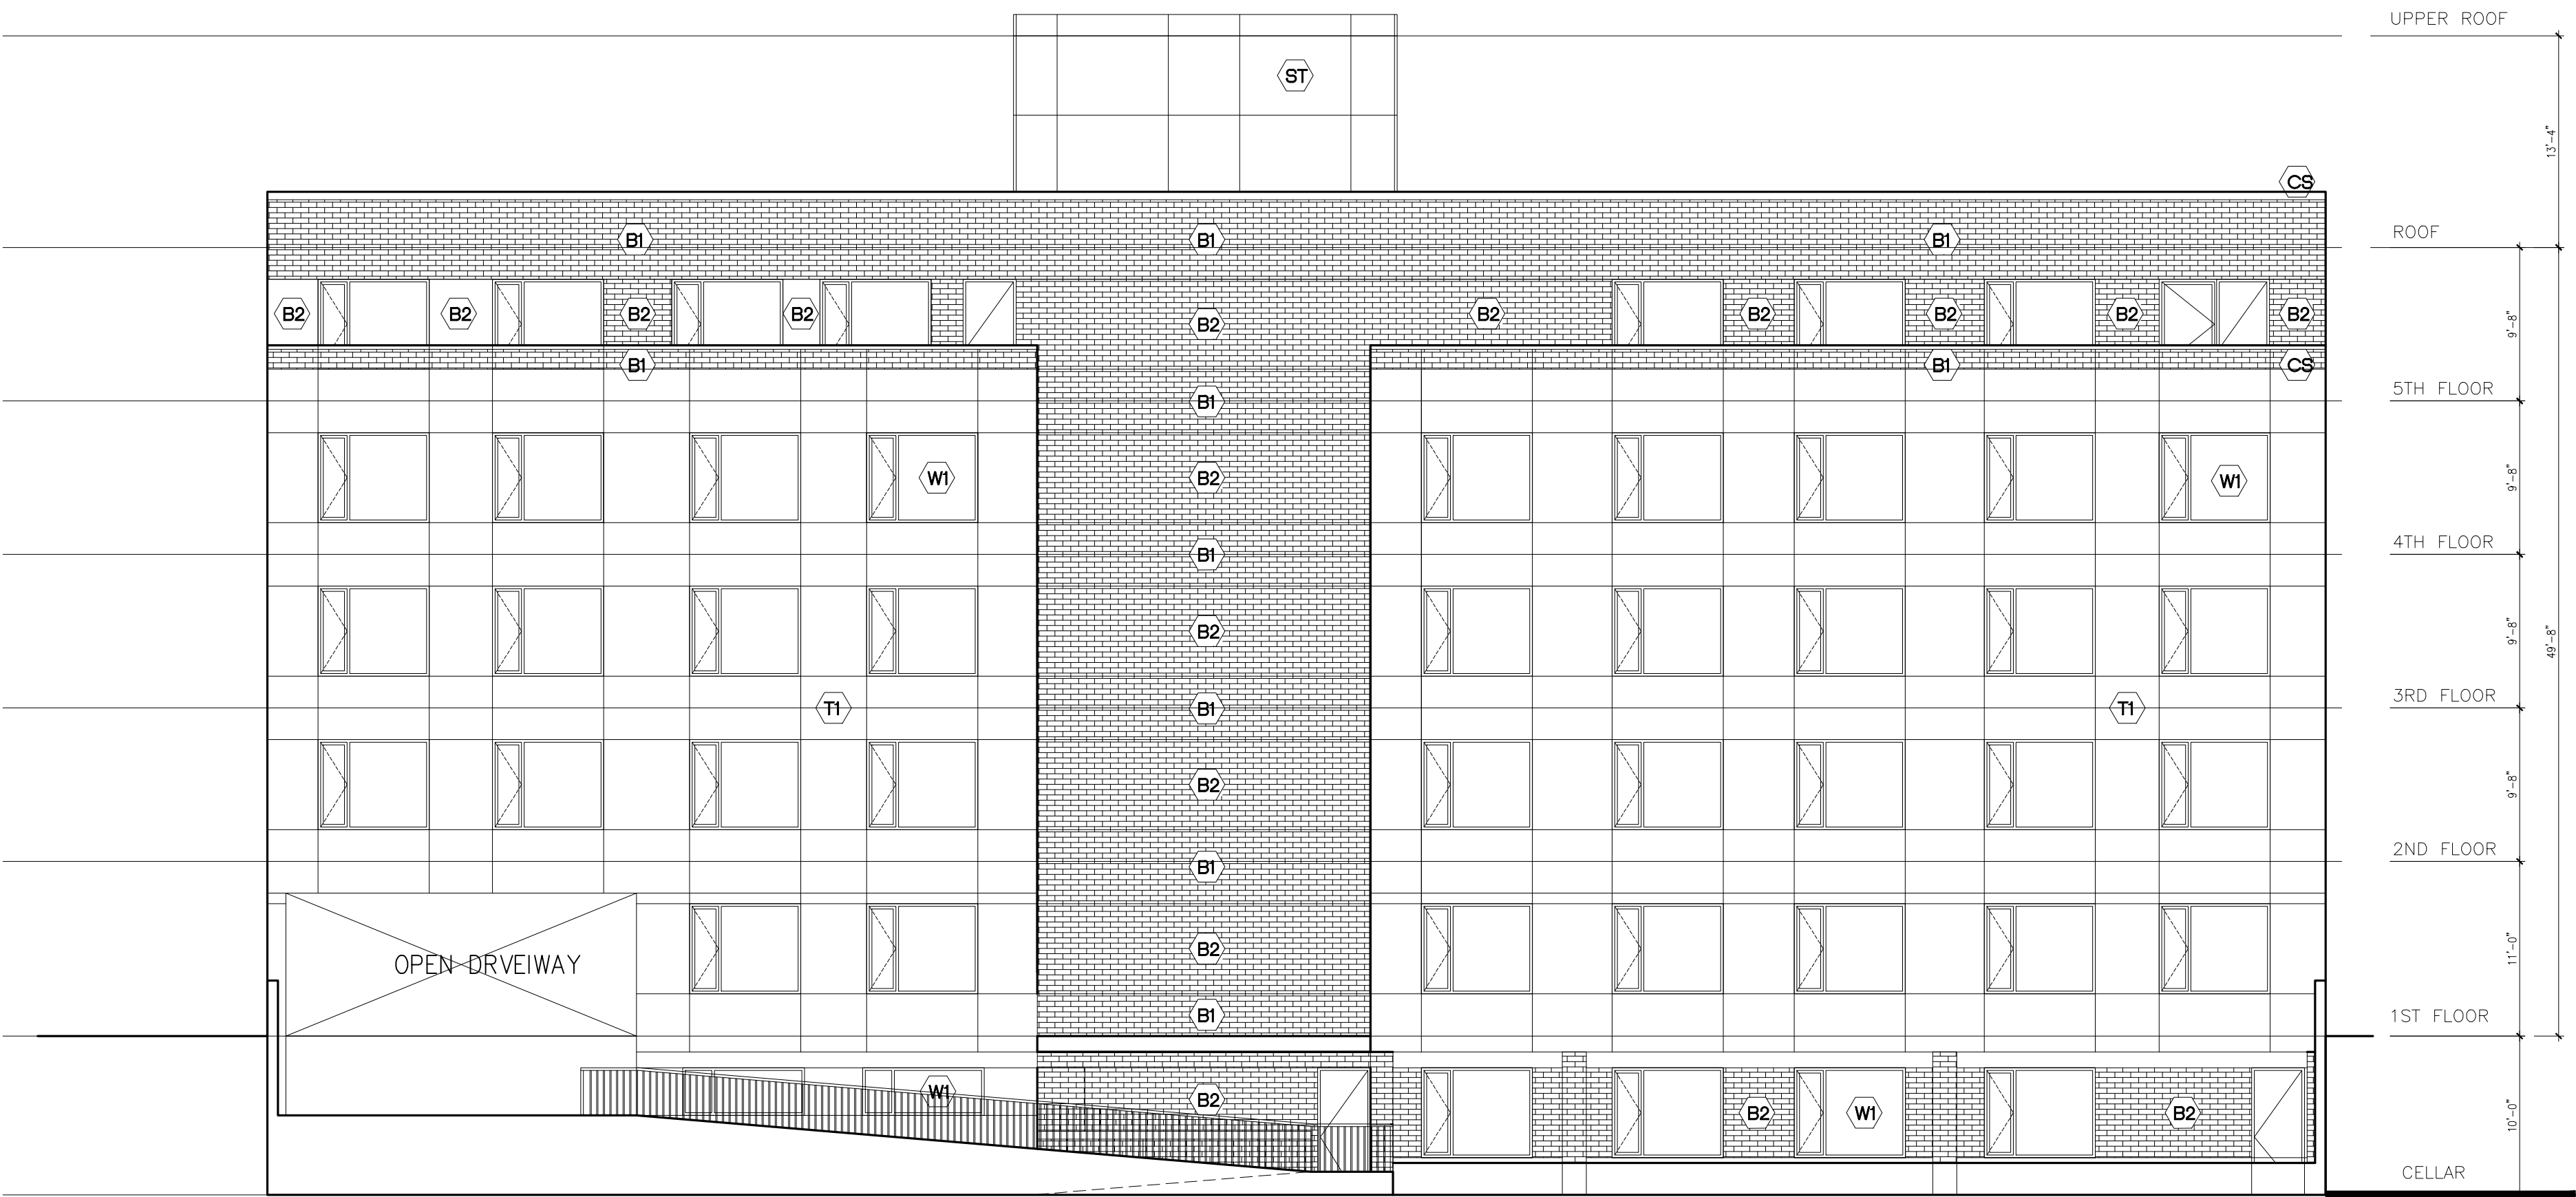 UPPER ROOF
ST
13'-4"
CS
B1 B1 B1
ROOF
B2 B2 B2 B2 B2 B2 B2 B2 B2 B2
9'-8"
B1 B1 CS
5TH FLOOR
B1
W1 B2 W1
9'-8"
4TH FLOOR
B1
B2
9'-8"
49'-8"
3RD FLOOR
T1 B1 T1
B2
9'-8"
2ND FLOOR
B1
OPEN DRVEIWAY
B2
11'-0"
1ST FLOOR
B1
W1 B2 B2 W1 B2
10'-0"
CELLAR